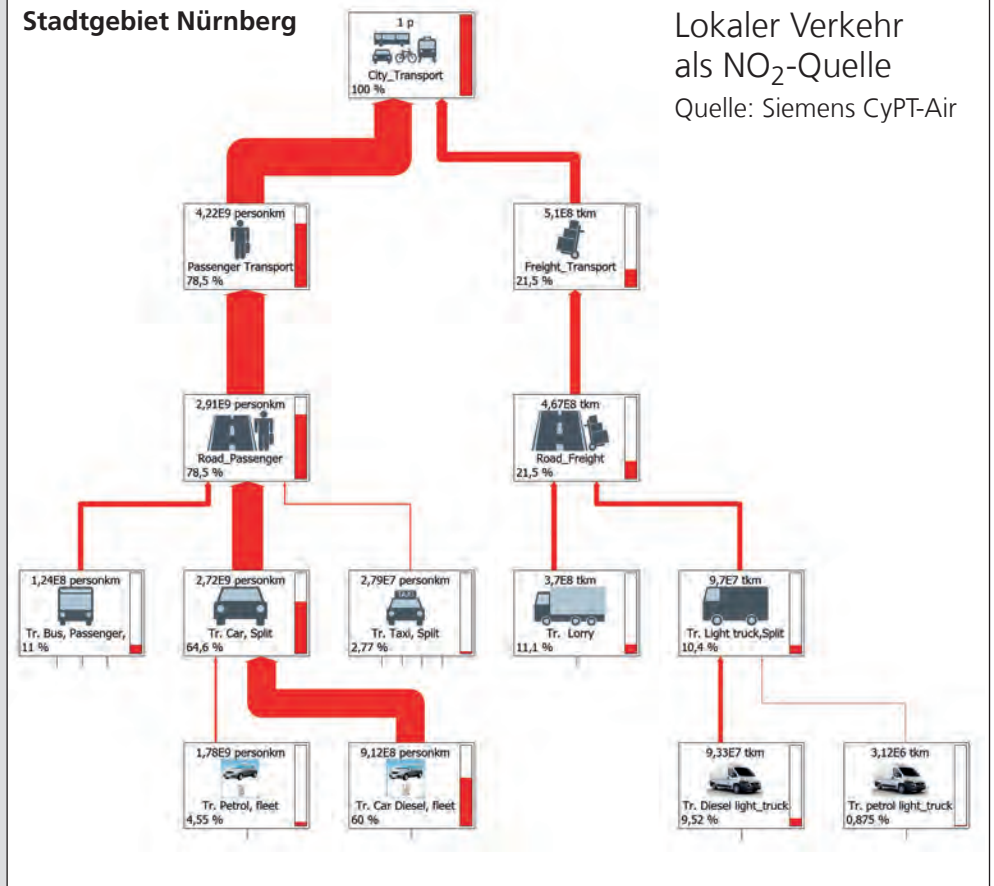 Stadtgebiet Nürnberg
Lokaler Verkehr
als NO₂-Quelle
Quelle: Siemens CyPT-Air
1 p
City_Transport
100 %
4,22E9 personkm
Passenger Transport
78,5 %
5,1E8 tkm
Freight_Transport
21,5 %
2,91E9 personkm
Road_Passenger
78,5 %
4,67E8 tkm
Road_Freight
21,5 %
1,24E8 personkm
Tr. Bus, Passenger,
11 %
2,72E9 personkm
Tr. Car, Split
64,6 %
2,79E7 personkm
TAXI
Tr. Taxi, Split
2,77 %
3,7E8 tkm
Tr. Lorry
11,1 %
9,7E7 tkm
Tr. Light truck,Split
10,4 %
1,78E9 personkm
Tr. Petrol, fleet
4,55 %
9,12E8 personkm
Tr. Car Diesel, fleet
60 %
9,33E7 tkm
Tr. Diesel light_truck
9,52 %
3,12E6 tkm
Tr. petrol light_truck
0,875 %